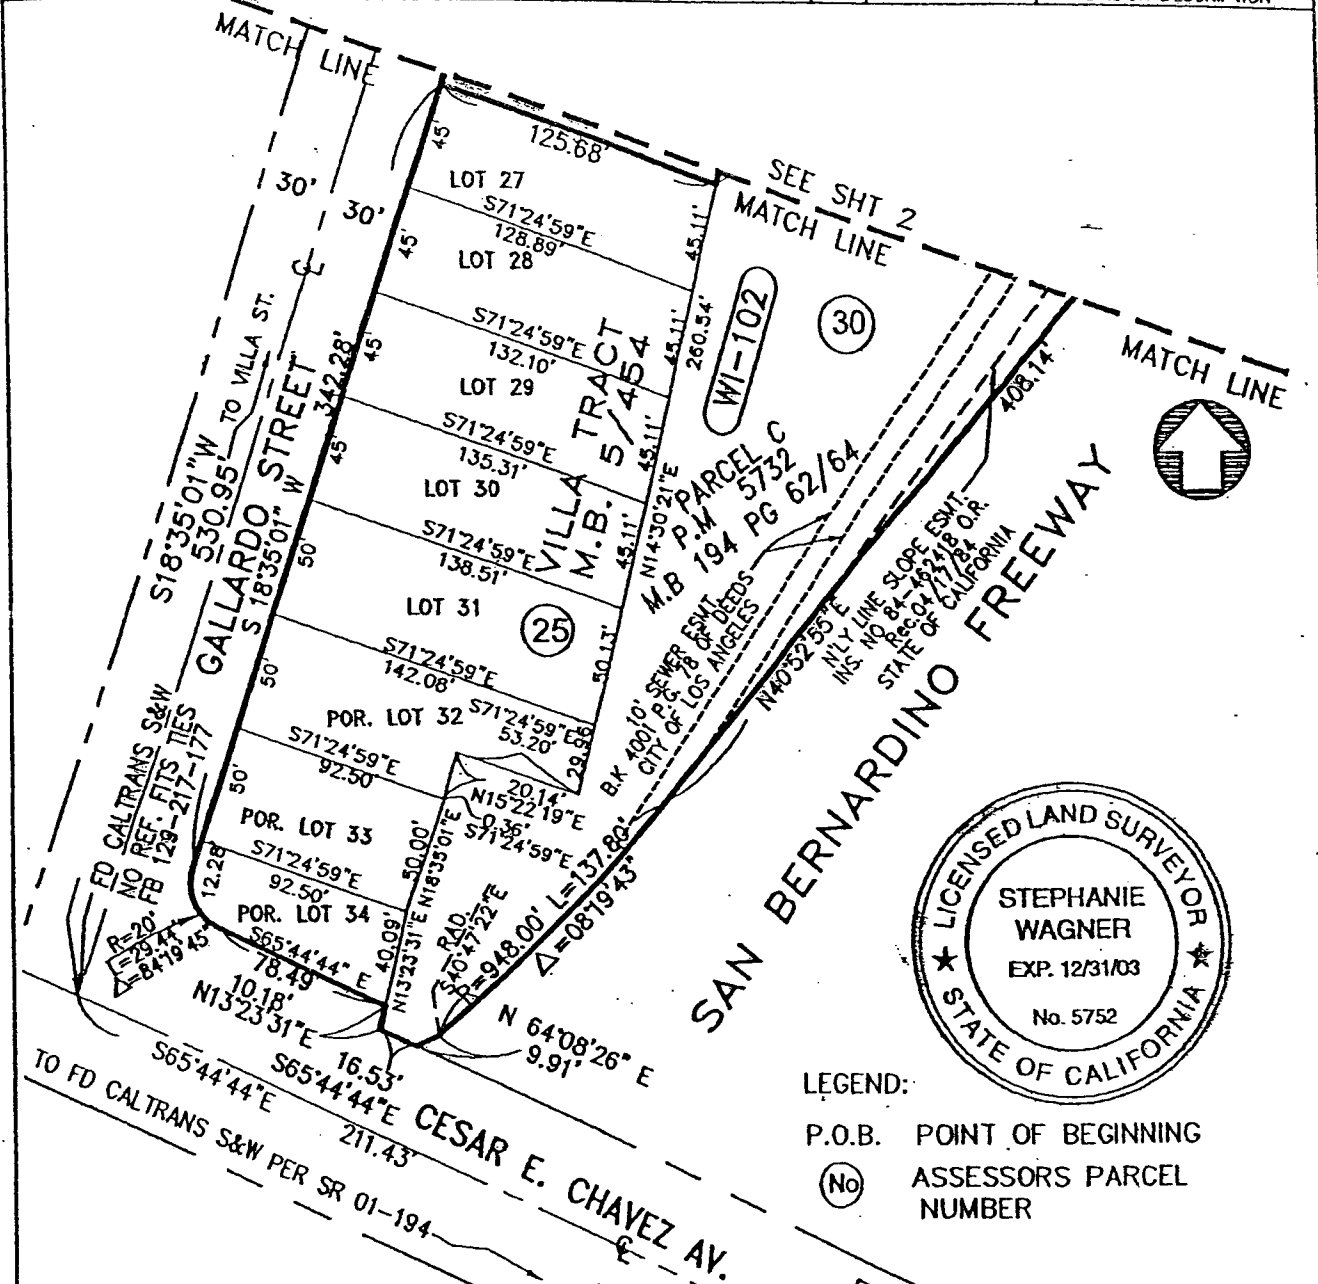 MATCH LINE
125.68'
SEE SHT 2
MATCH LINE
MATCH LINE
30'
30'
45'
LOT 27
S71°24'59"E
128.89'
45.11'
45'
LOT 28
S71°24'59"E
132.10'
45.11'
260.54'
45'
LOT 29
S71°24'59"E
135.31'
45.11'
45'
LOT 30
S71°24'59"E
138.51'
45.11'
N14°30'21"E
50'
LOT 31
S71°24'59"E
142.08'
50.13'
50'
POR. LOT 32
S71°24'59"E
53.20'
29.96
S71°24'59"E
92.50'
20.14'
N15°22'19"E
0.36'
S71°24'59"E
50'
POR. LOT 33
S71°24'59"E
92.50'
50.00'
N18°35'01"E
12.28'
POR. LOT 34
S65°44'44" E
78.49
40.09'
N13°23'31"E
10.18'
N13°23'31"E
16.53'
S65°44'44"E
VILLA TRACT
M.B. 5/454
25
30
WI-102
PARCEL C
P.M 5732
M.B 194 PG 62/64
10' SEWER ESMT.
B.K 4001 P.G. 78 OF DEEDS
CITY OF LOS ANGELES
408.14'
N40°52'55"E
N'LY LINE SLOPE ESMT.
INS. NO 84-462418 O.R.
Rec.04/17/84
STATE OF CALIFORNIA
SAN BERNARDINO FREEWAY
RAD.
S40°47'22"E
R=948.00' L=137.80'
Δ=08°19'43"
N 64°08'26" E
9.91'
S18°35'01"W
530.95' TO VILLA ST.
GALLARDO STREET
S 18°35'01" W 342.28'
FD CALTRANS S&W
NO REF. FITS TIES
FB 129-217-177
R=20'
L=29.44'
Δ=84°19'45"
S65°44'44"E
211.43'
CESAR E. CHAVEZ AV.
TO FD CALTRANS S&W PER SR 01-194
LICENSED LAND SURVEYOR
STEPHANIE
WAGNER
EXP. 12/31/03
No. 5752
STATE OF CALIFORNIA
LEGEND:
P.O.B. POINT OF BEGINNING
No ASSESSORS PARCEL
NUMBER